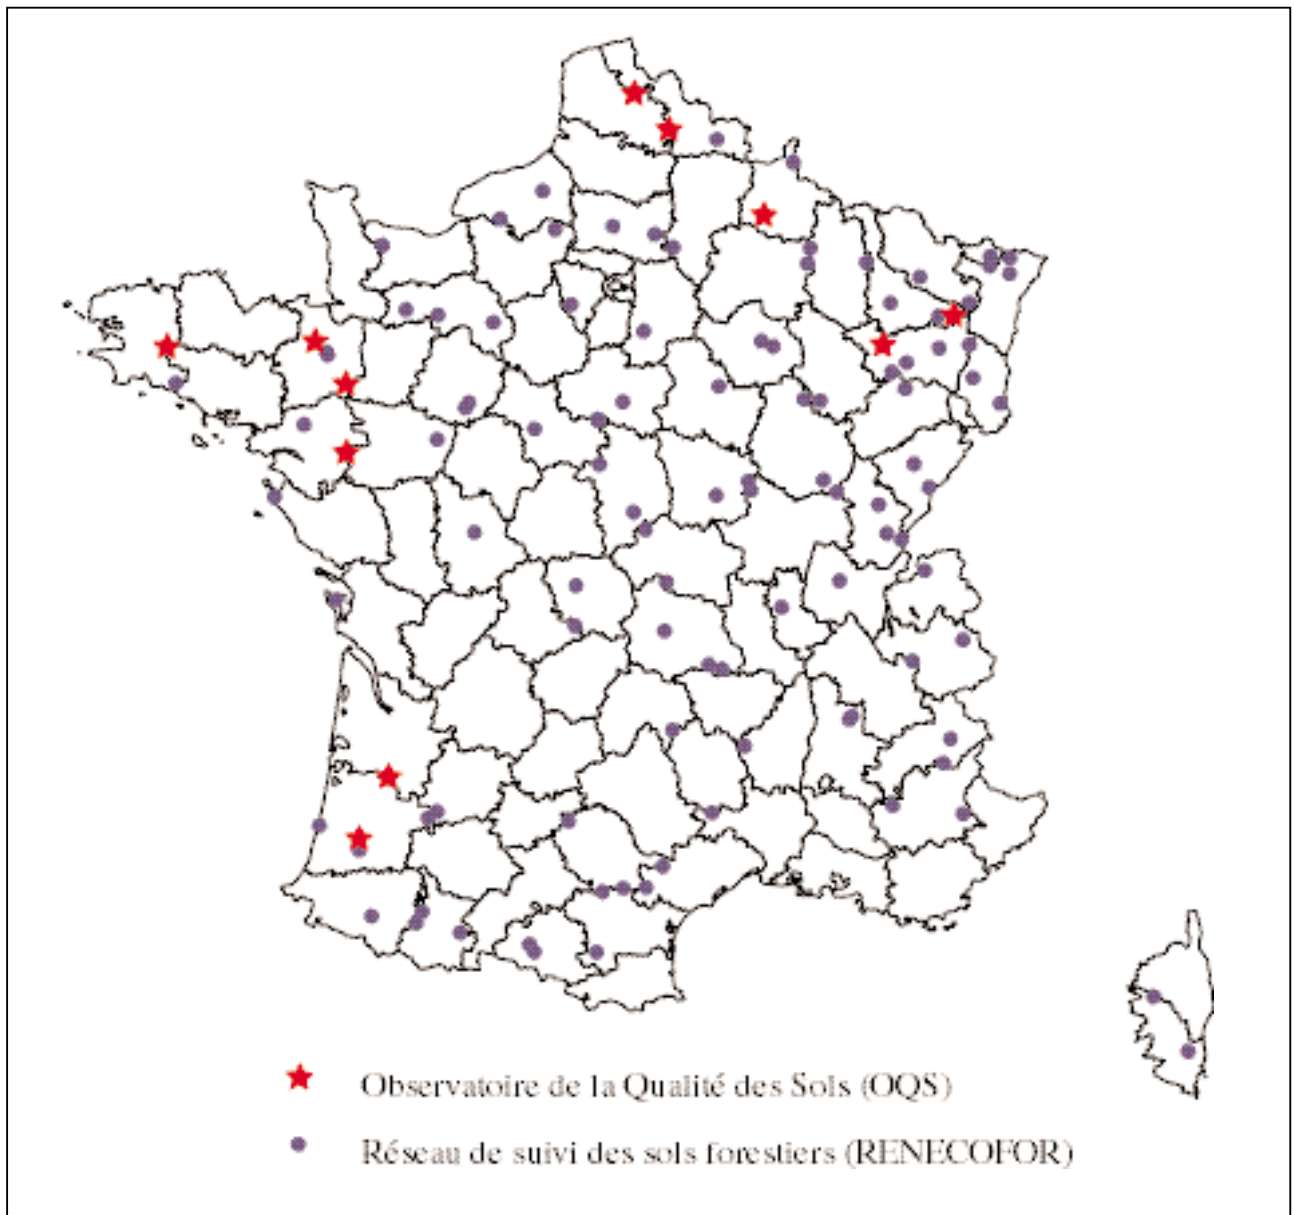 Observatoire de la Qualité des Sols (OQS)
Réseau de suivi des sols forestiers (RENECOFOR)